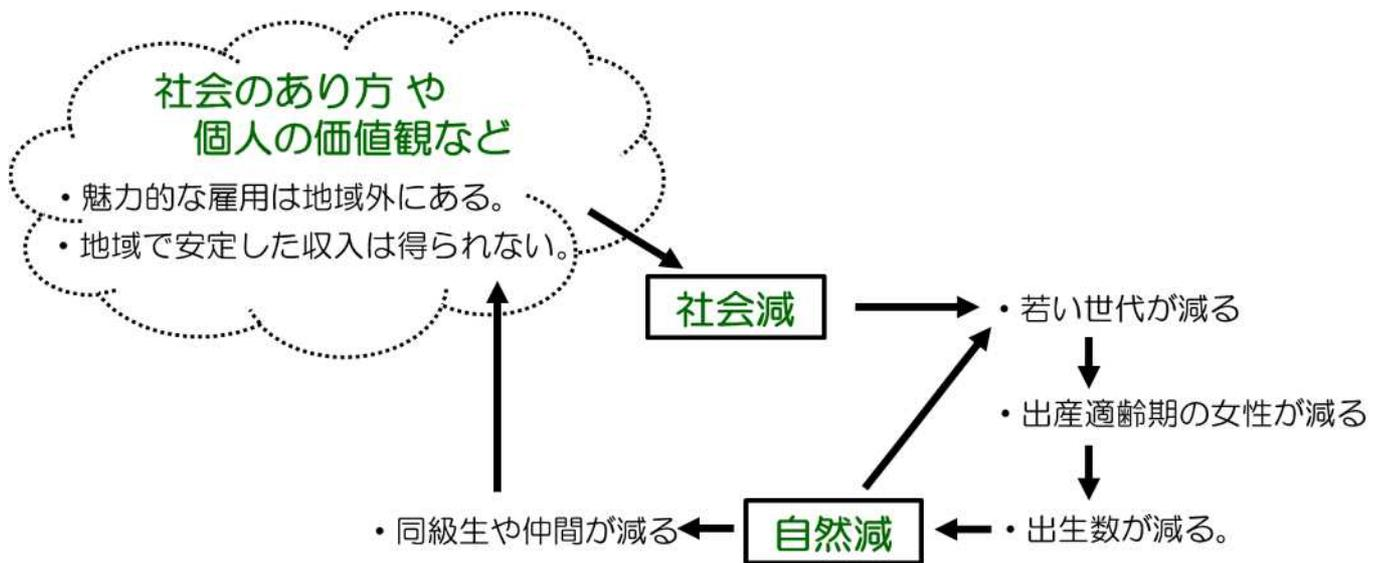 社会のあり方 や
個人の価値観など
・魅力的な雇用は地域外にある。
・地域で安定した収入は得られない。
社会減
・若い世代が減る
・出産適齢期の女性が減る
・出生数が減る。
自然減
・同級生や仲間が減る